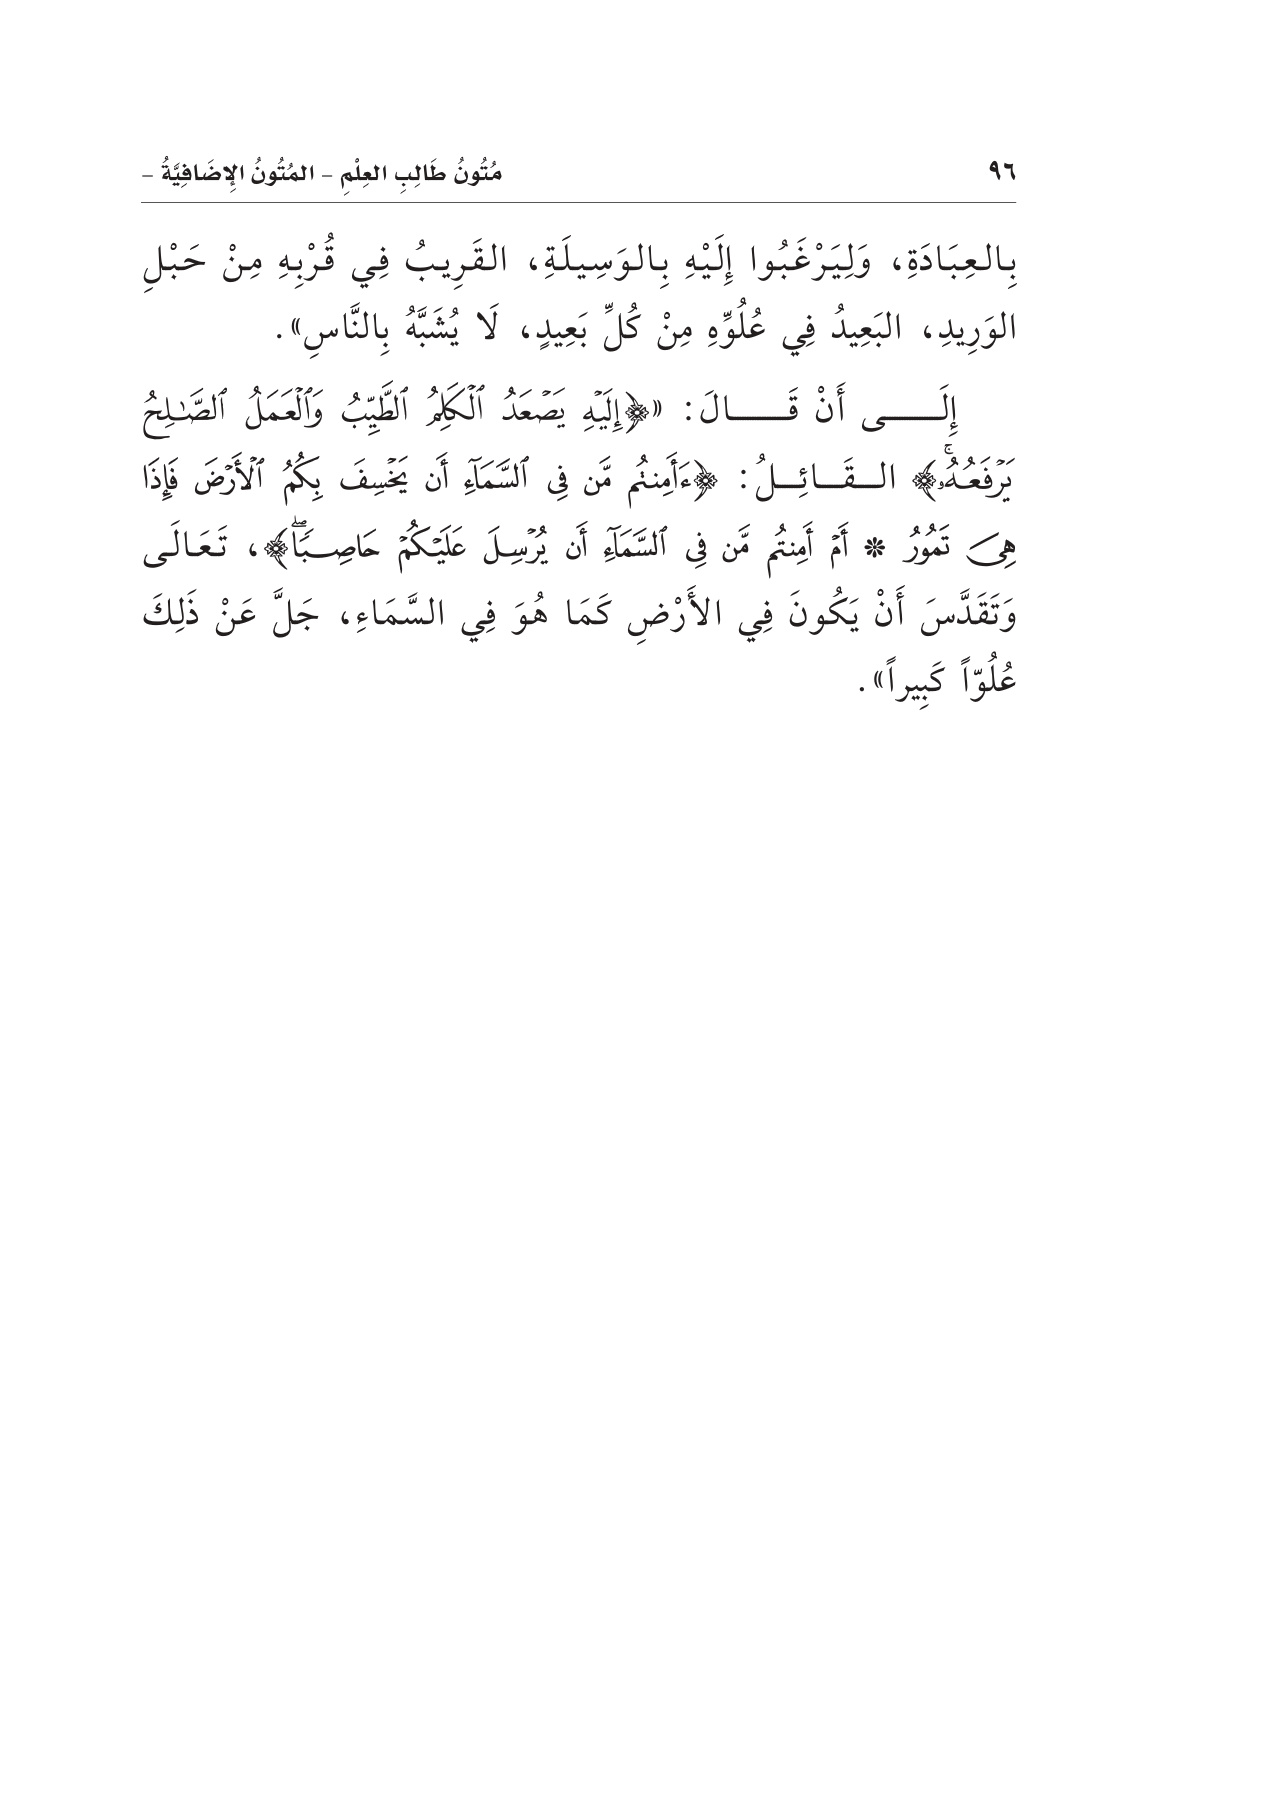 ٩٦ مُتُونُ طَالِبِ العِلْمِ - المُتُونُ الإِضَافِيَّةُ -
بِالعِبَادَةِ، وَلِيَرْغَبُوا إِلَيْهِ بِالوَسِيلَةِ، القَرِيبُ فِي قُرْبِهِ مِنْ حَبْلِ
الوَرِيدِ، البَعِيدُ فِي عُلُوِّهِ مِنْ كُلِّ بَعِيدٍ، لَا يُشَبَّهُ بِالنَّاسِ».
إِلَى أَنْ قَالَ: «﴿إِلَيْهِ يَصْعَدُ ٱلْكَلِمُ ٱلطَّيِّبُ وَٱلْعَمَلُ ٱلصَّـٰلِحُ
يَرْفَعُهُۥۚ﴾ القَائِلُ: ﴿ءَأَمِنتُم مَّن فِى ٱلسَّمَآءِ أَن يَخْسِفَ بِكُمُ ٱلْأَرْضَ فَإِذَا
هِىَ تَمُورُ * أَمْ أَمِنتُم مَّن فِى ٱلسَّمَآءِ أَن يُرْسِلَ عَلَيْكُمْ حَاصِبًاۖ﴾، تَعَالَى
وَتَقَدَّسَ أَنْ يَكُونَ فِي الأَرْضِ كَمَا هُوَ فِي السَّمَاءِ، جَلَّ عَنْ ذَلِكَ
عُلُوّاً كَبِيراً».